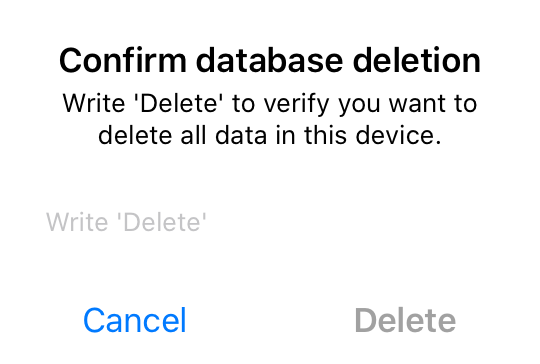 Confirm database deletion
Write 'Delete' to verify you want to
delete all data in this device.
Write 'Delete'
Cancel
Delete